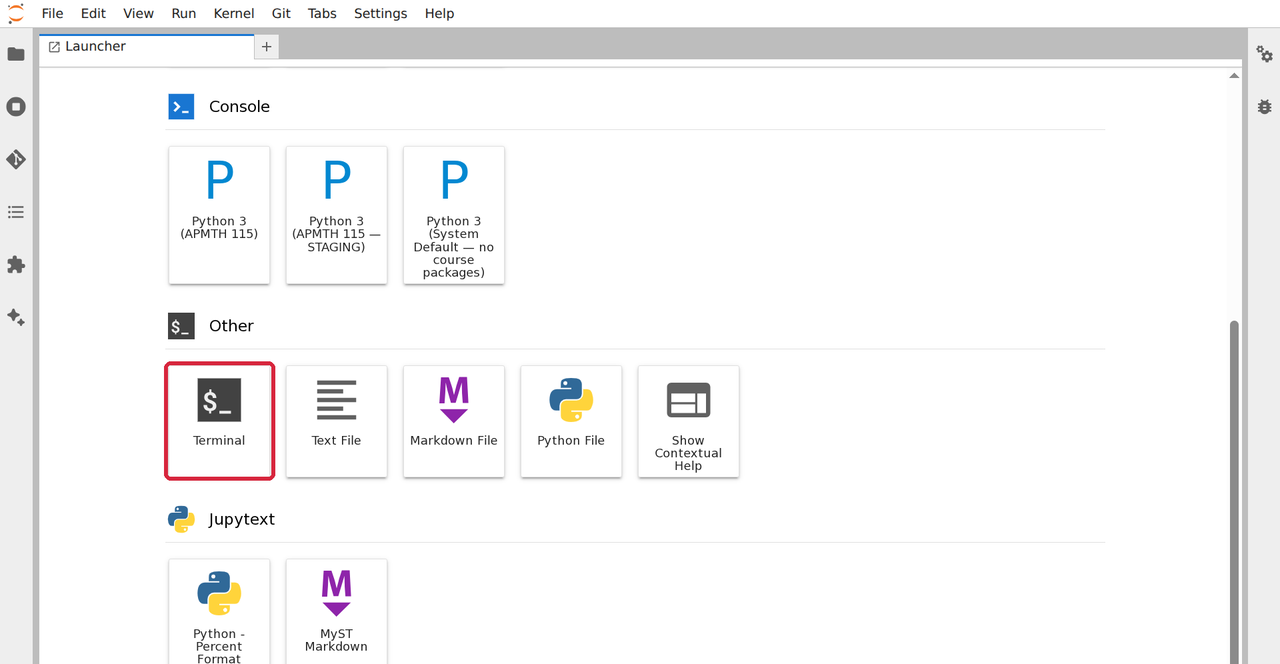 File Edit View Run Kernel Git Tabs Settings Help
Launcher
+
Console
P
Python 3
(APMTH 115)
P
Python 3
(APMTH 115 —
STAGING)
P
Python 3
(System
Default — no
course
packages)
$_ Other
$_
Terminal
Text File
M
Markdown File
Python File
Show
Contextual
Help
Jupytext
Python -
Percent
Format
M
MyST
Markdown